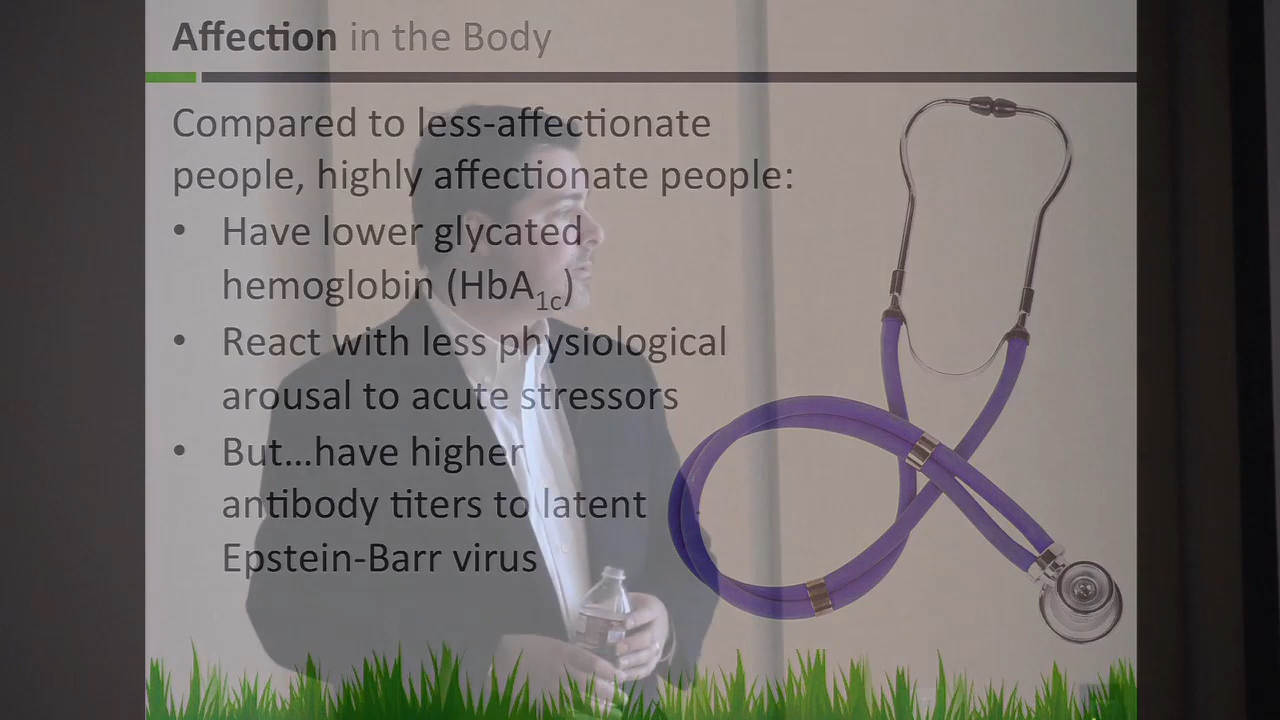 Affection in the Body
Compared to less-affectionate
people, highly affectionate people:
• Have lower glycated
hemoglobin (HbA1c)
• React with less physiological
arousal to acute stressors
• But...have higher
antibody titers to latent
Epstein-Barr virus